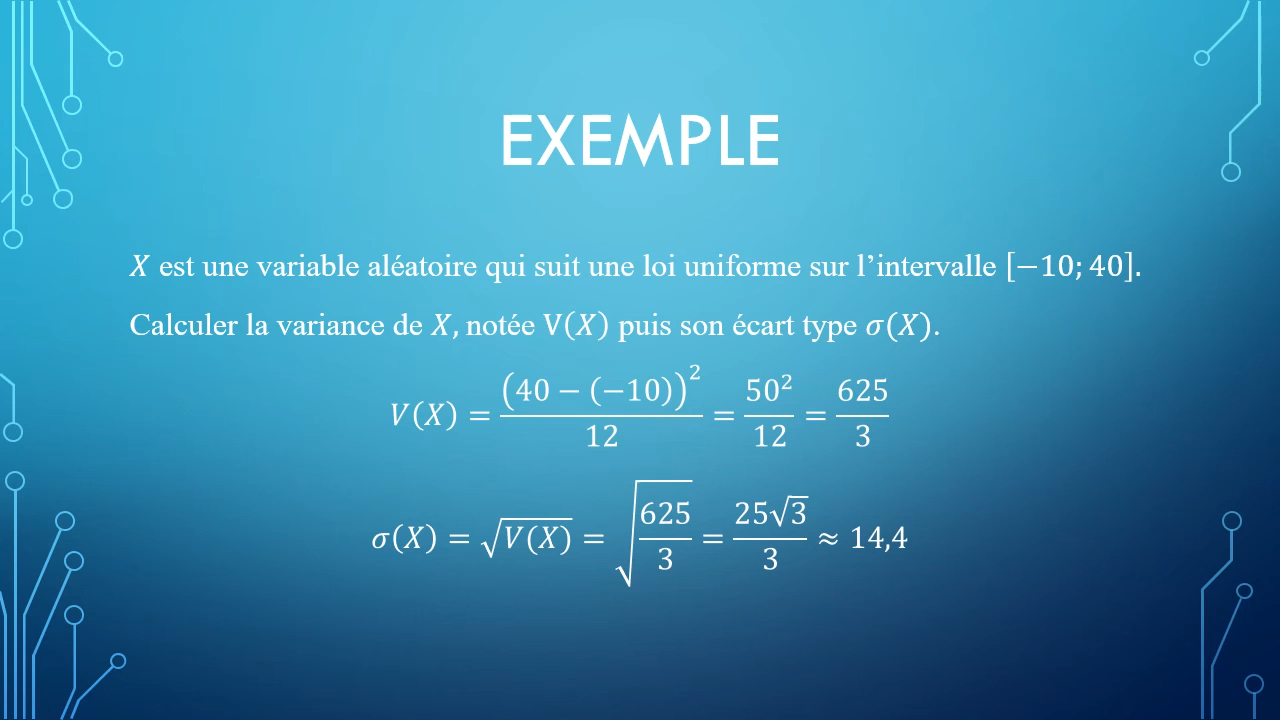 EXEMPLE
X est une variable aléatoire qui suit une loi uniforme sur l’intervalle [−10; 40].
Calculer la variance de X, notée V(X) puis son écart type σ(X).
V(X) = (40 − (−10))² / 12 = 50² / 12 = 625 / 3
σ(X) = √V(X) = √(625 / 3) = 25√3 / 3 ≈ 14,4